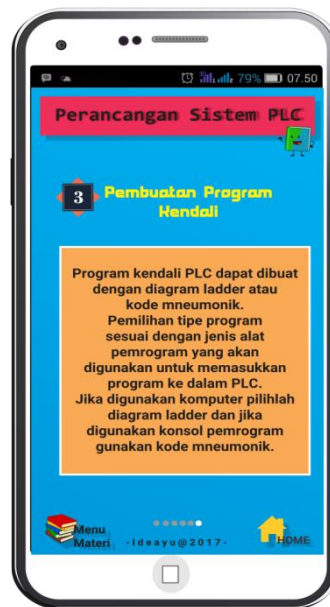 79% 07.50
Perancangan Sistem PLC
3
Pembuatan Program
Kendali
Program kendali PLC dapat dibuat
dengan diagram ladder atau
kode mneumonik.
Pemilihan tipe program
sesuai dengan jenis alat
pemrogram yang akan
digunakan untuk memasukkan
program ke dalam PLC.
Jika digunakan komputer pilihlah
diagram ladder dan jika
digunakan konsol pemrogram
gunakan kode mneumonik.
Menu
Materi
-Ideayu@2017-
HOME